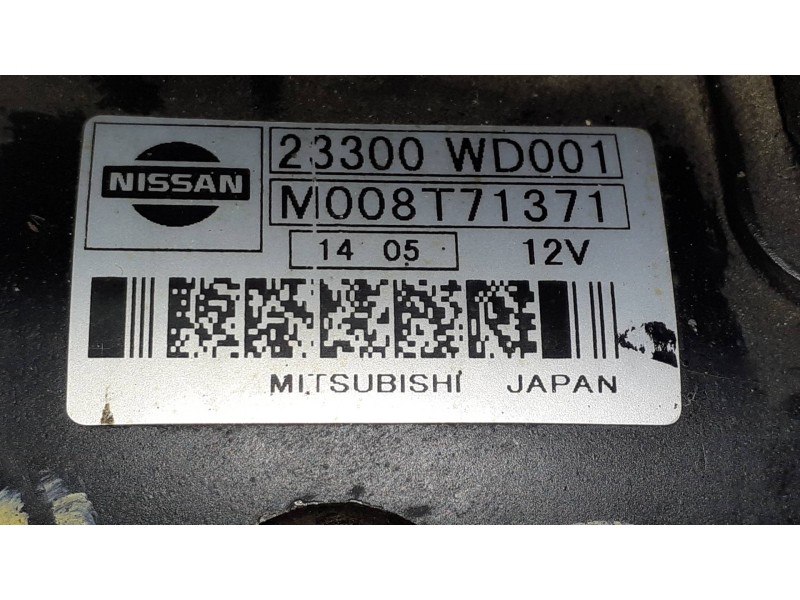 NISSAN
23300 WD001
M008T71371
14 05 12V
MITSUBISHI JAPAN